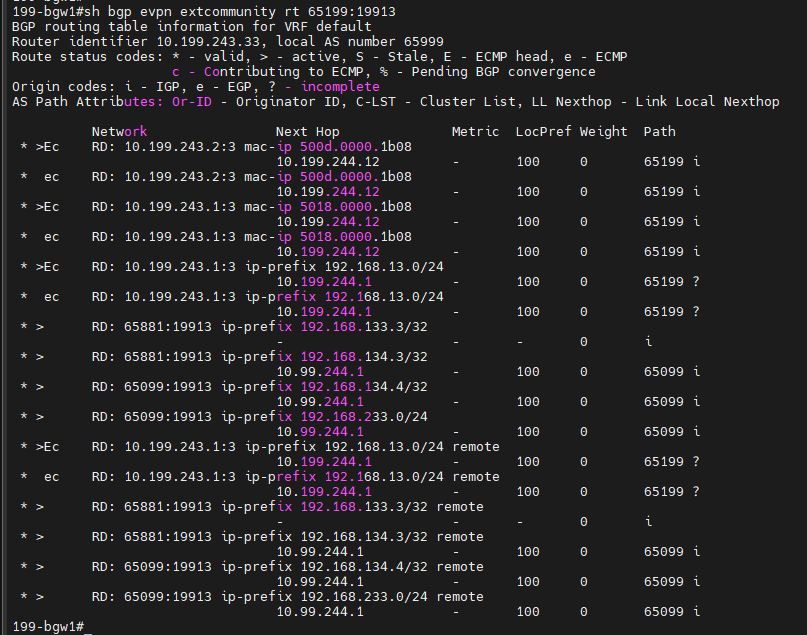 199-bgw1#sh bgp evpn extcommunity rt 65199:19913
BGP routing table information for VRF default
Router identifier 10.199.243.33, local AS number 65999
Route status codes: * - valid, > - active, S - Stale, E - ECMP head, e - ECMP
c - Contributing to ECMP, % - Pending BGP convergence
Origin codes: i - IGP, e - EGP, ? - incomplete
AS Path Attributes: Or-ID - Originator ID, C-LST - Cluster List, LL Nexthop - Link Local Nexthop
Network Next Hop Metric LocPref Weight Path
* >Ec RD: 10.199.243.2:3 mac-ip 500d.0000.1b08
10.199.244.12 - 100 0 65199 i
* ec RD: 10.199.243.2:3 mac-ip 500d.0000.1b08
10.199.244.12 - 100 0 65199 i
* >Ec RD: 10.199.243.1:3 mac-ip 5018.0000.1b08
10.199.244.12 - 100 0 65199 i
* ec RD: 10.199.243.1:3 mac-ip 5018.0000.1b08
10.199.244.12 - 100 0 65199 i
* >Ec RD: 10.199.243.1:3 ip-prefix 192.168.13.0/24
10.199.244.1 - 100 0 65199 ?
* ec RD: 10.199.243.1:3 ip-prefix 192.168.13.0/24
10.199.244.1 - 100 0 65199 ?
* > RD: 65881:19913 ip-prefix 192.168.133.3/32
- - - 0 i
* > RD: 65881:19913 ip-prefix 192.168.134.3/32
10.99.244.1 - 100 0 65099 i
* > RD: 65099:19913 ip-prefix 192.168.134.4/32
10.99.244.1 - 100 0 65099 i
* > RD: 65099:19913 ip-prefix 192.168.233.0/24
10.99.244.1 - 100 0 65099 i
* >Ec RD: 10.199.243.1:3 ip-prefix 192.168.13.0/24 remote
10.199.244.1 - 100 0 65199 ?
* ec RD: 10.199.243.1:3 ip-prefix 192.168.13.0/24 remote
10.199.244.1 - 100 0 65199 ?
* > RD: 65881:19913 ip-prefix 192.168.133.3/32 remote
- - - 0 i
* > RD: 65881:19913 ip-prefix 192.168.134.3/32 remote
10.99.244.1 - 100 0 65099 i
* > RD: 65099:19913 ip-prefix 192.168.134.4/32 remote
10.99.244.1 - 100 0 65099 i
* > RD: 65099:19913 ip-prefix 192.168.233.0/24 remote
10.99.244.1 - 100 0 65099 i
199-bgw1#_